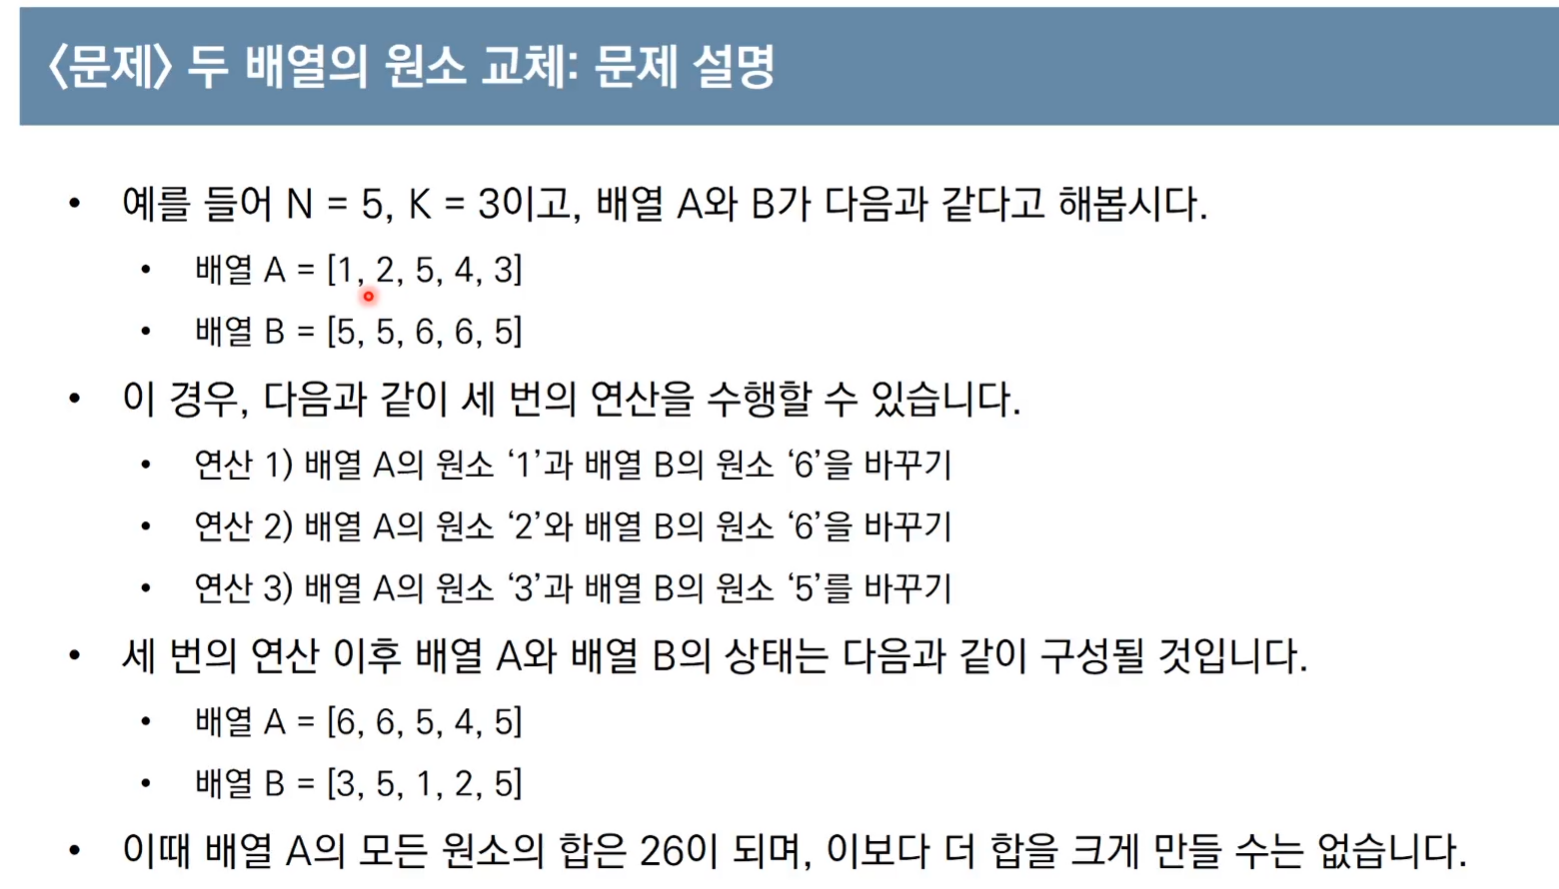 <문제> 두 배열의 원소 교체: 문제 설명
• 예를 들어 N = 5, K = 3이고, 배열 A와 B가 다음과 같다고 해봅시다.
• 배열 A = [1, 2, 5, 4, 3]
• 배열 B = [5, 5, 6, 6, 5]
• 이 경우, 다음과 같이 세 번의 연산을 수행할 수 있습니다.
• 연산 1) 배열 A의 원소 ‘1’과 배열 B의 원소 ‘6’을 바꾸기
• 연산 2) 배열 A의 원소 ‘2’와 배열 B의 원소 ‘6’을 바꾸기
• 연산 3) 배열 A의 원소 ‘3’과 배열 B의 원소 ‘5’를 바꾸기
• 세 번의 연산 이후 배열 A와 배열 B의 상태는 다음과 같이 구성될 것입니다.
• 배열 A = [6, 6, 5, 4, 5]
• 배열 B = [3, 5, 1, 2, 5]
• 이때 배열 A의 모든 원소의 합은 26이 되며, 이보다 더 합을 크게 만들 수는 없습니다.